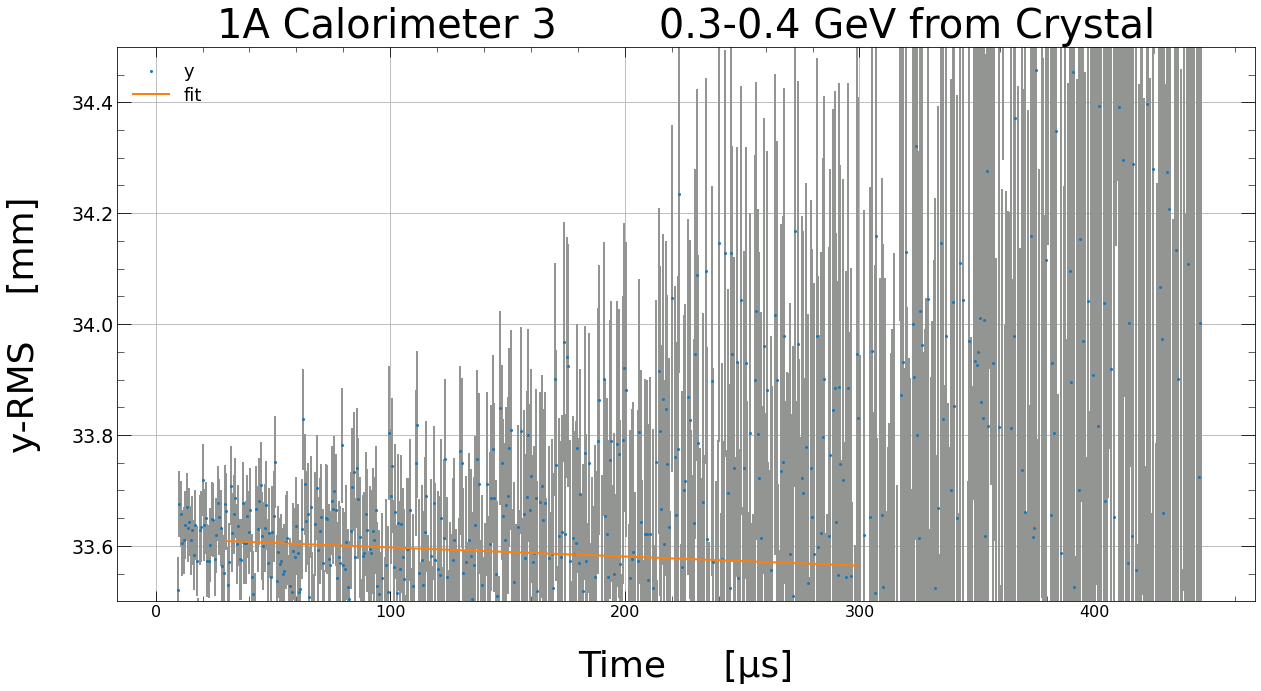 1A Calorimeter 3 0.3-0.4 GeV from Crystal
y
fit
34.4
34.2
34.0
33.8
33.6
y-RMS [mm]
0 100 200 300 400
Time [µs]